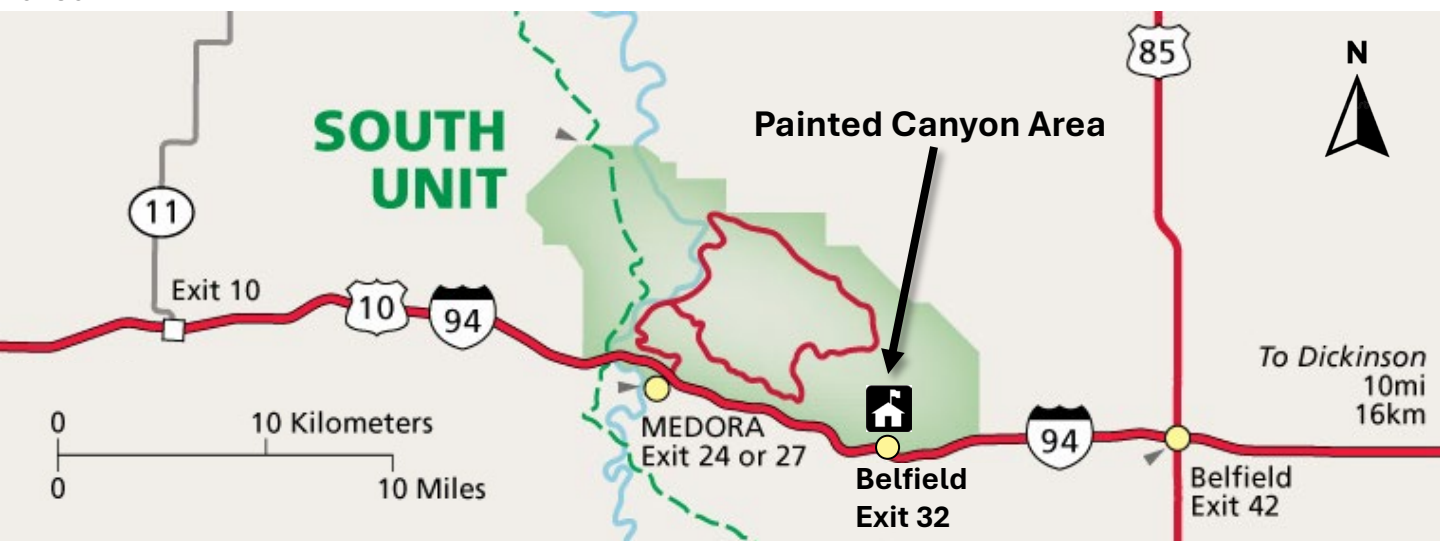 85
N
Painted Canyon Area
SOUTH
UNIT
11
Exit 10
10
94
To Dickinson
10mi
16km
0
10 Kilometers
MEDORA
Exit 24 or 27
94
0
10 Miles
Belfield
Exit 32
Belfield
Exit 42